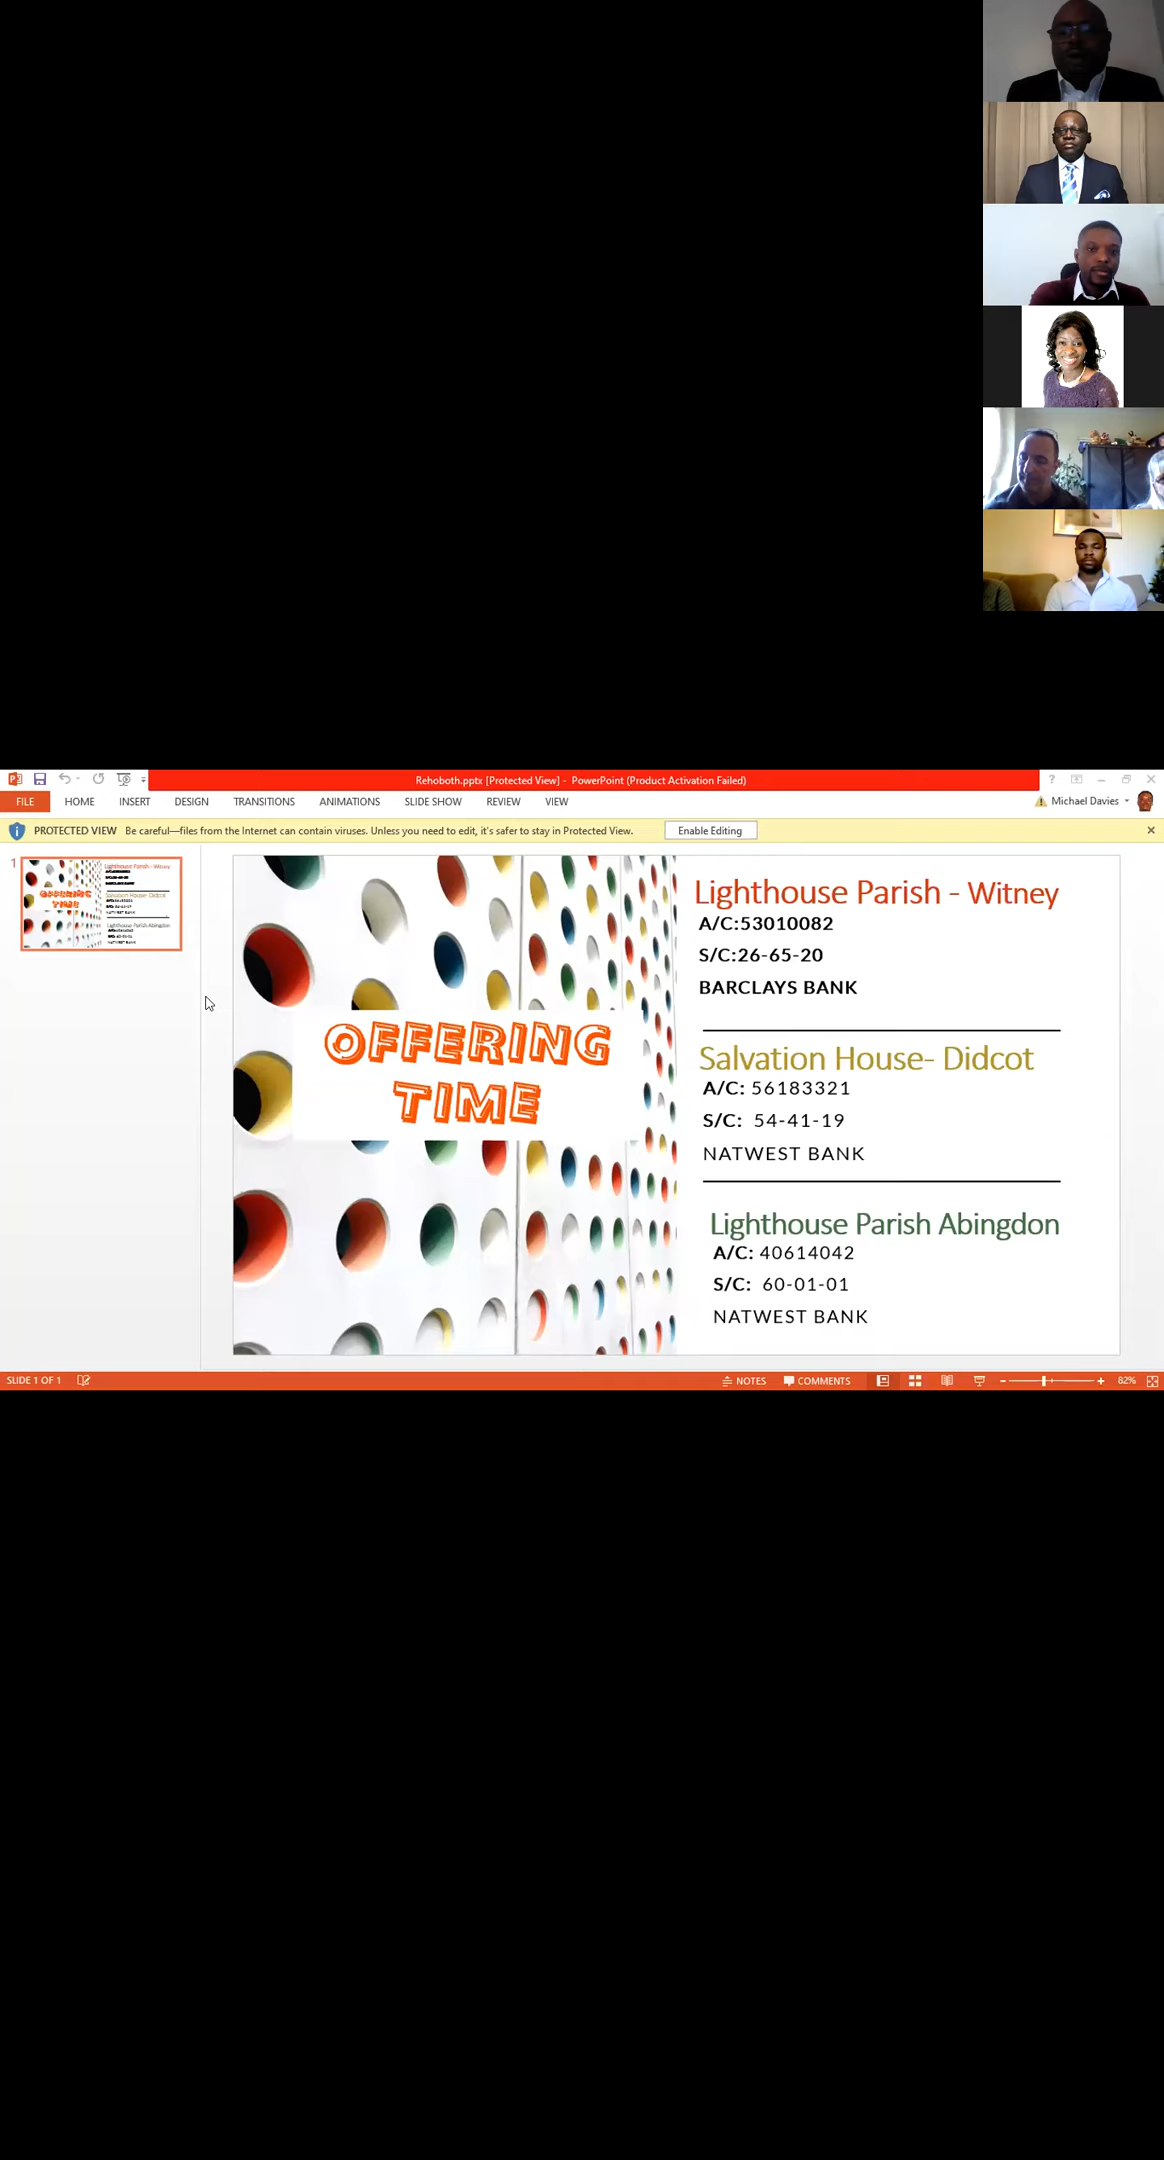 Rehoboth.pptx [Protected View] - PowerPoint (Product Activation Failed)
FILE HOME INSERT DESIGN TRANSITIONS ANIMATIONS SLIDE SHOW REVIEW VIEW
Michael Davies
PROTECTED VIEW Be careful—files from the Internet can contain viruses. Unless you need to edit, it's safer to stay in Protected View. Enable Editing
1
OFFERING
TIME
Lighthouse Parish - Witney
A/C:53010082
S/C:26-65-20
BARCLAYS BANK
Salvation House- Didcot
A/C: 56183321
S/C: 54-41-19
NATWEST BANK
Lighthouse Parish Abingdon
A/C: 40614042
S/C: 60-01-01
NATWEST BANK
SLIDE 1 OF 1
NOTES COMMENTS 82%